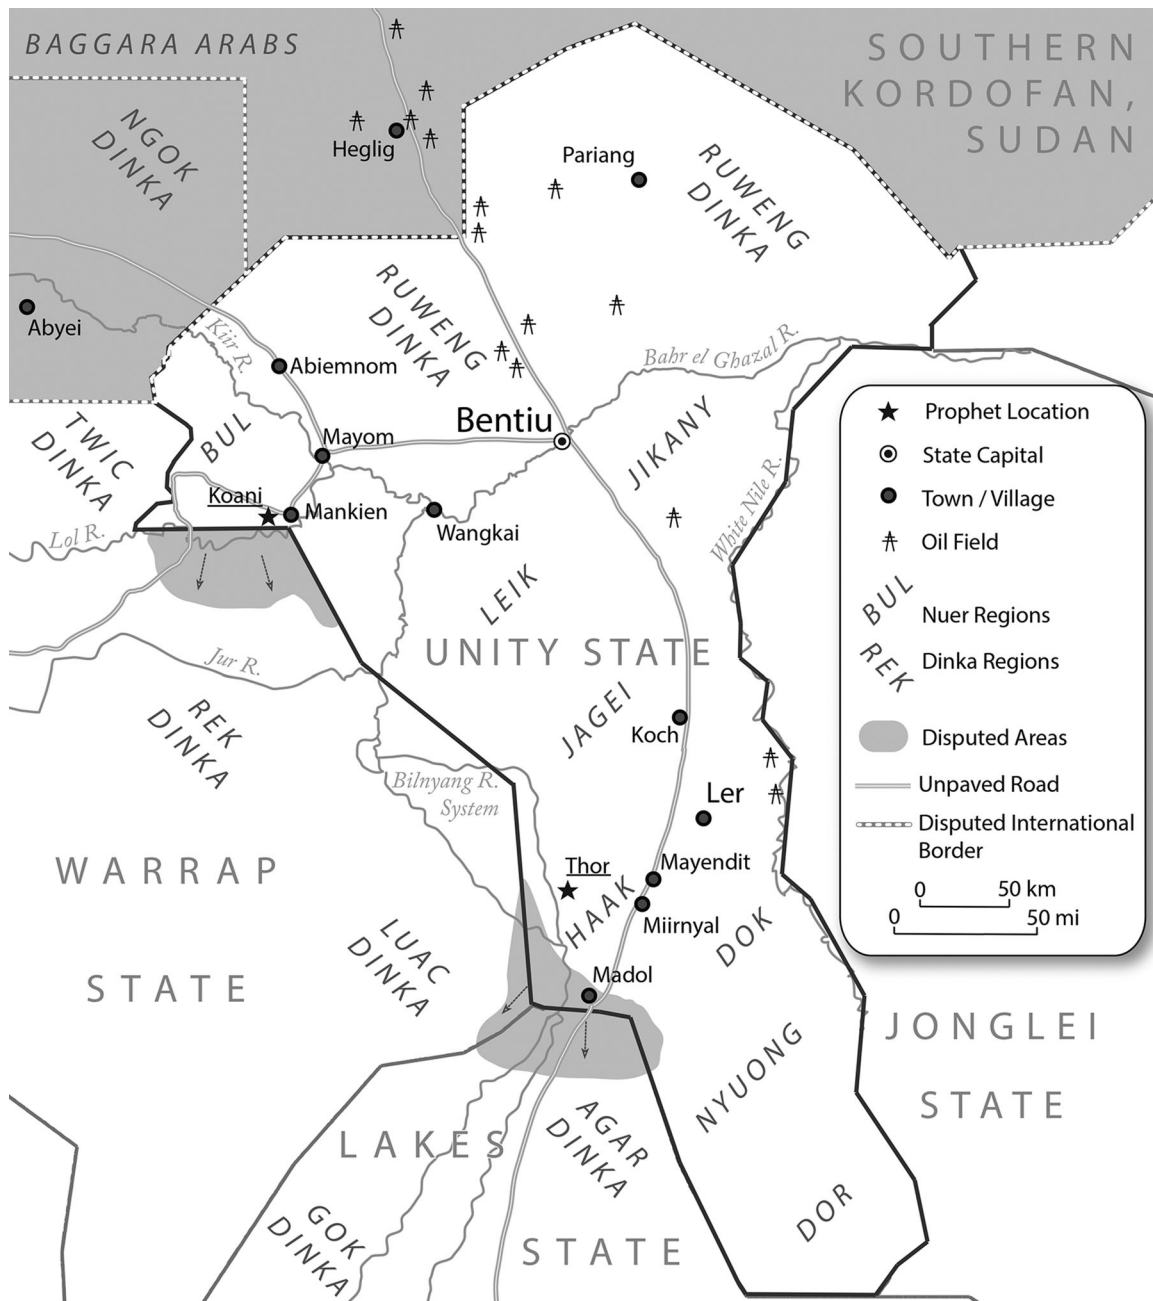 BAGGARA ARABS
SOUTHERN
KORDOFAN,
SUDAN
NGOK
DINKA
Heglig
Pariang
RUWENG
DINKA
RUWENG
DINKA
Abyei
Kiir R.
Abiemnom
Bahr el Ghazal R.
TWIC
DINKA
BUL
Mayom
Bentiu
JIKANY
Koani
Mankien
Wangkai
Lol R.
White Nile R.
LEIK
UNITY STATE
Jur R.
REK
DINKA
JAGEI
Koch
Bilnyang R.
System
Ler
WARRAP
STATE
Thor
Mayendit
HAAK
Miirnyal
DOK
LUAC
DINKA
Madol
NYUONG
JONGLEI
STATE
AGAR
DINKA
LAKES
STATE
GOK
DINKA
DOR
Prophet Location
State Capital
Town / Village
Oil Field
BUL
Nuer Regions
REK
Dinka Regions
Disputed Areas
Unpaved Road
Disputed International
Border
0 50 km
0 50 mi